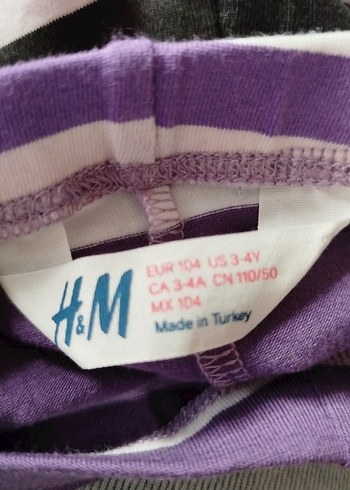 H&M
EUR 104 US 3-4Y
CA 3-4A CN 110/50
MX 104
Made in Turkey